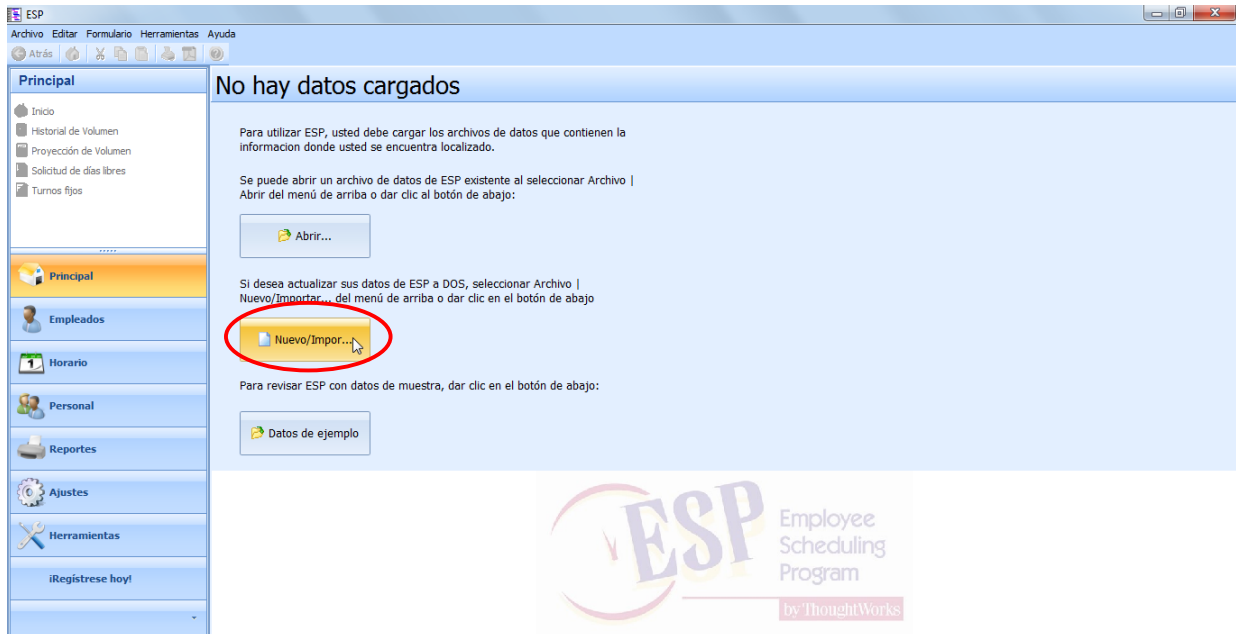 ESP
Archivo Editar Formulario Herramientas Ayuda
Atrás
Principal
No hay datos cargados
Inicio
Historial de Volumen
Proyección de Volumen
Solicitud de días libres
Turnos fijos
Para utilizar ESP, usted debe cargar los archivos de datos que contienen la
informacion donde usted se encuentra localizado.
Se puede abrir un archivo de datos de ESP existente al seleccionar Archivo |
Abrir del menú de arriba o dar clic al botón de abajo:
Abrir...
Si desea actualizar sus datos de ESP a DOS, seleccionar Archivo |
Nuevo/Importar... del menú de arriba o dar clic en el botón de abajo
Nuevo/Impor...
Para revisar ESP con datos de muestra, dar clic en el botón de abajo:
Datos de ejemplo
Principal
Empleados
1
Horario
Personal
Reportes
Ajustes
Herramientas
¡Regístrese hoy!
ESP
Employee
Scheduling
Program
by ThoughtWorks